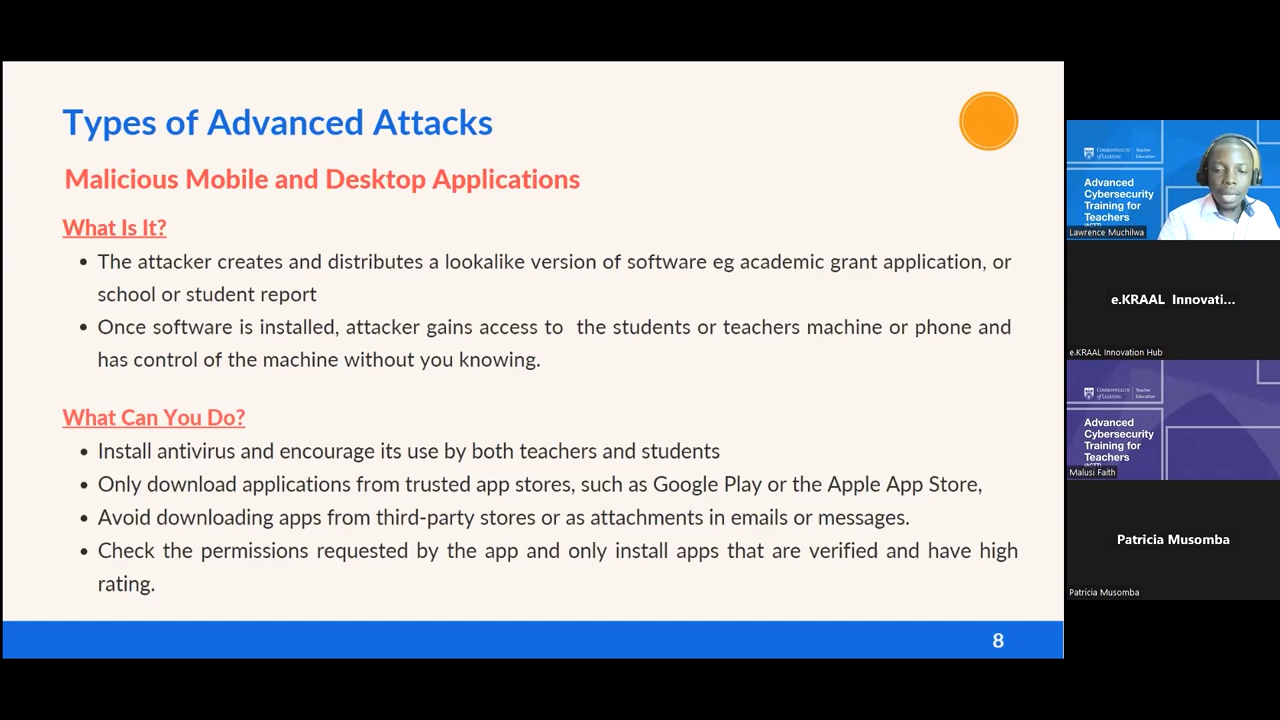 Types of Advanced Attacks
Malicious Mobile and Desktop Applications
What Is It?
• The attacker creates and distributes a lookalike version of software eg academic grant application, or
school or student report
• Once software is installed, attacker gains access to the students or teachers machine or phone and
has control of the machine without you knowing.
What Can You Do?
• Install antivirus and encourage its use by both teachers and students
• Only download applications from trusted app stores, such as Google Play or the Apple App Store,
• Avoid downloading apps from third-party stores or as attachments in emails or messages.
• Check the permissions requested by the app and only install apps that are verified and have high
rating.
8
COMMONWEALTH
of LEARNING
Teacher
Education
Advanced
Cybersecurity
Training for
Teachers
Lawrence Muchilwa
e.KRAAL Innovati...
e.KRAAL Innovation Hub
COMMONWEALTH
of LEARNING
Teacher
Education
Advanced
Cybersecurity
Training for
Teachers
Malusi Faith
Patricia Musomba
Patricia Musomba